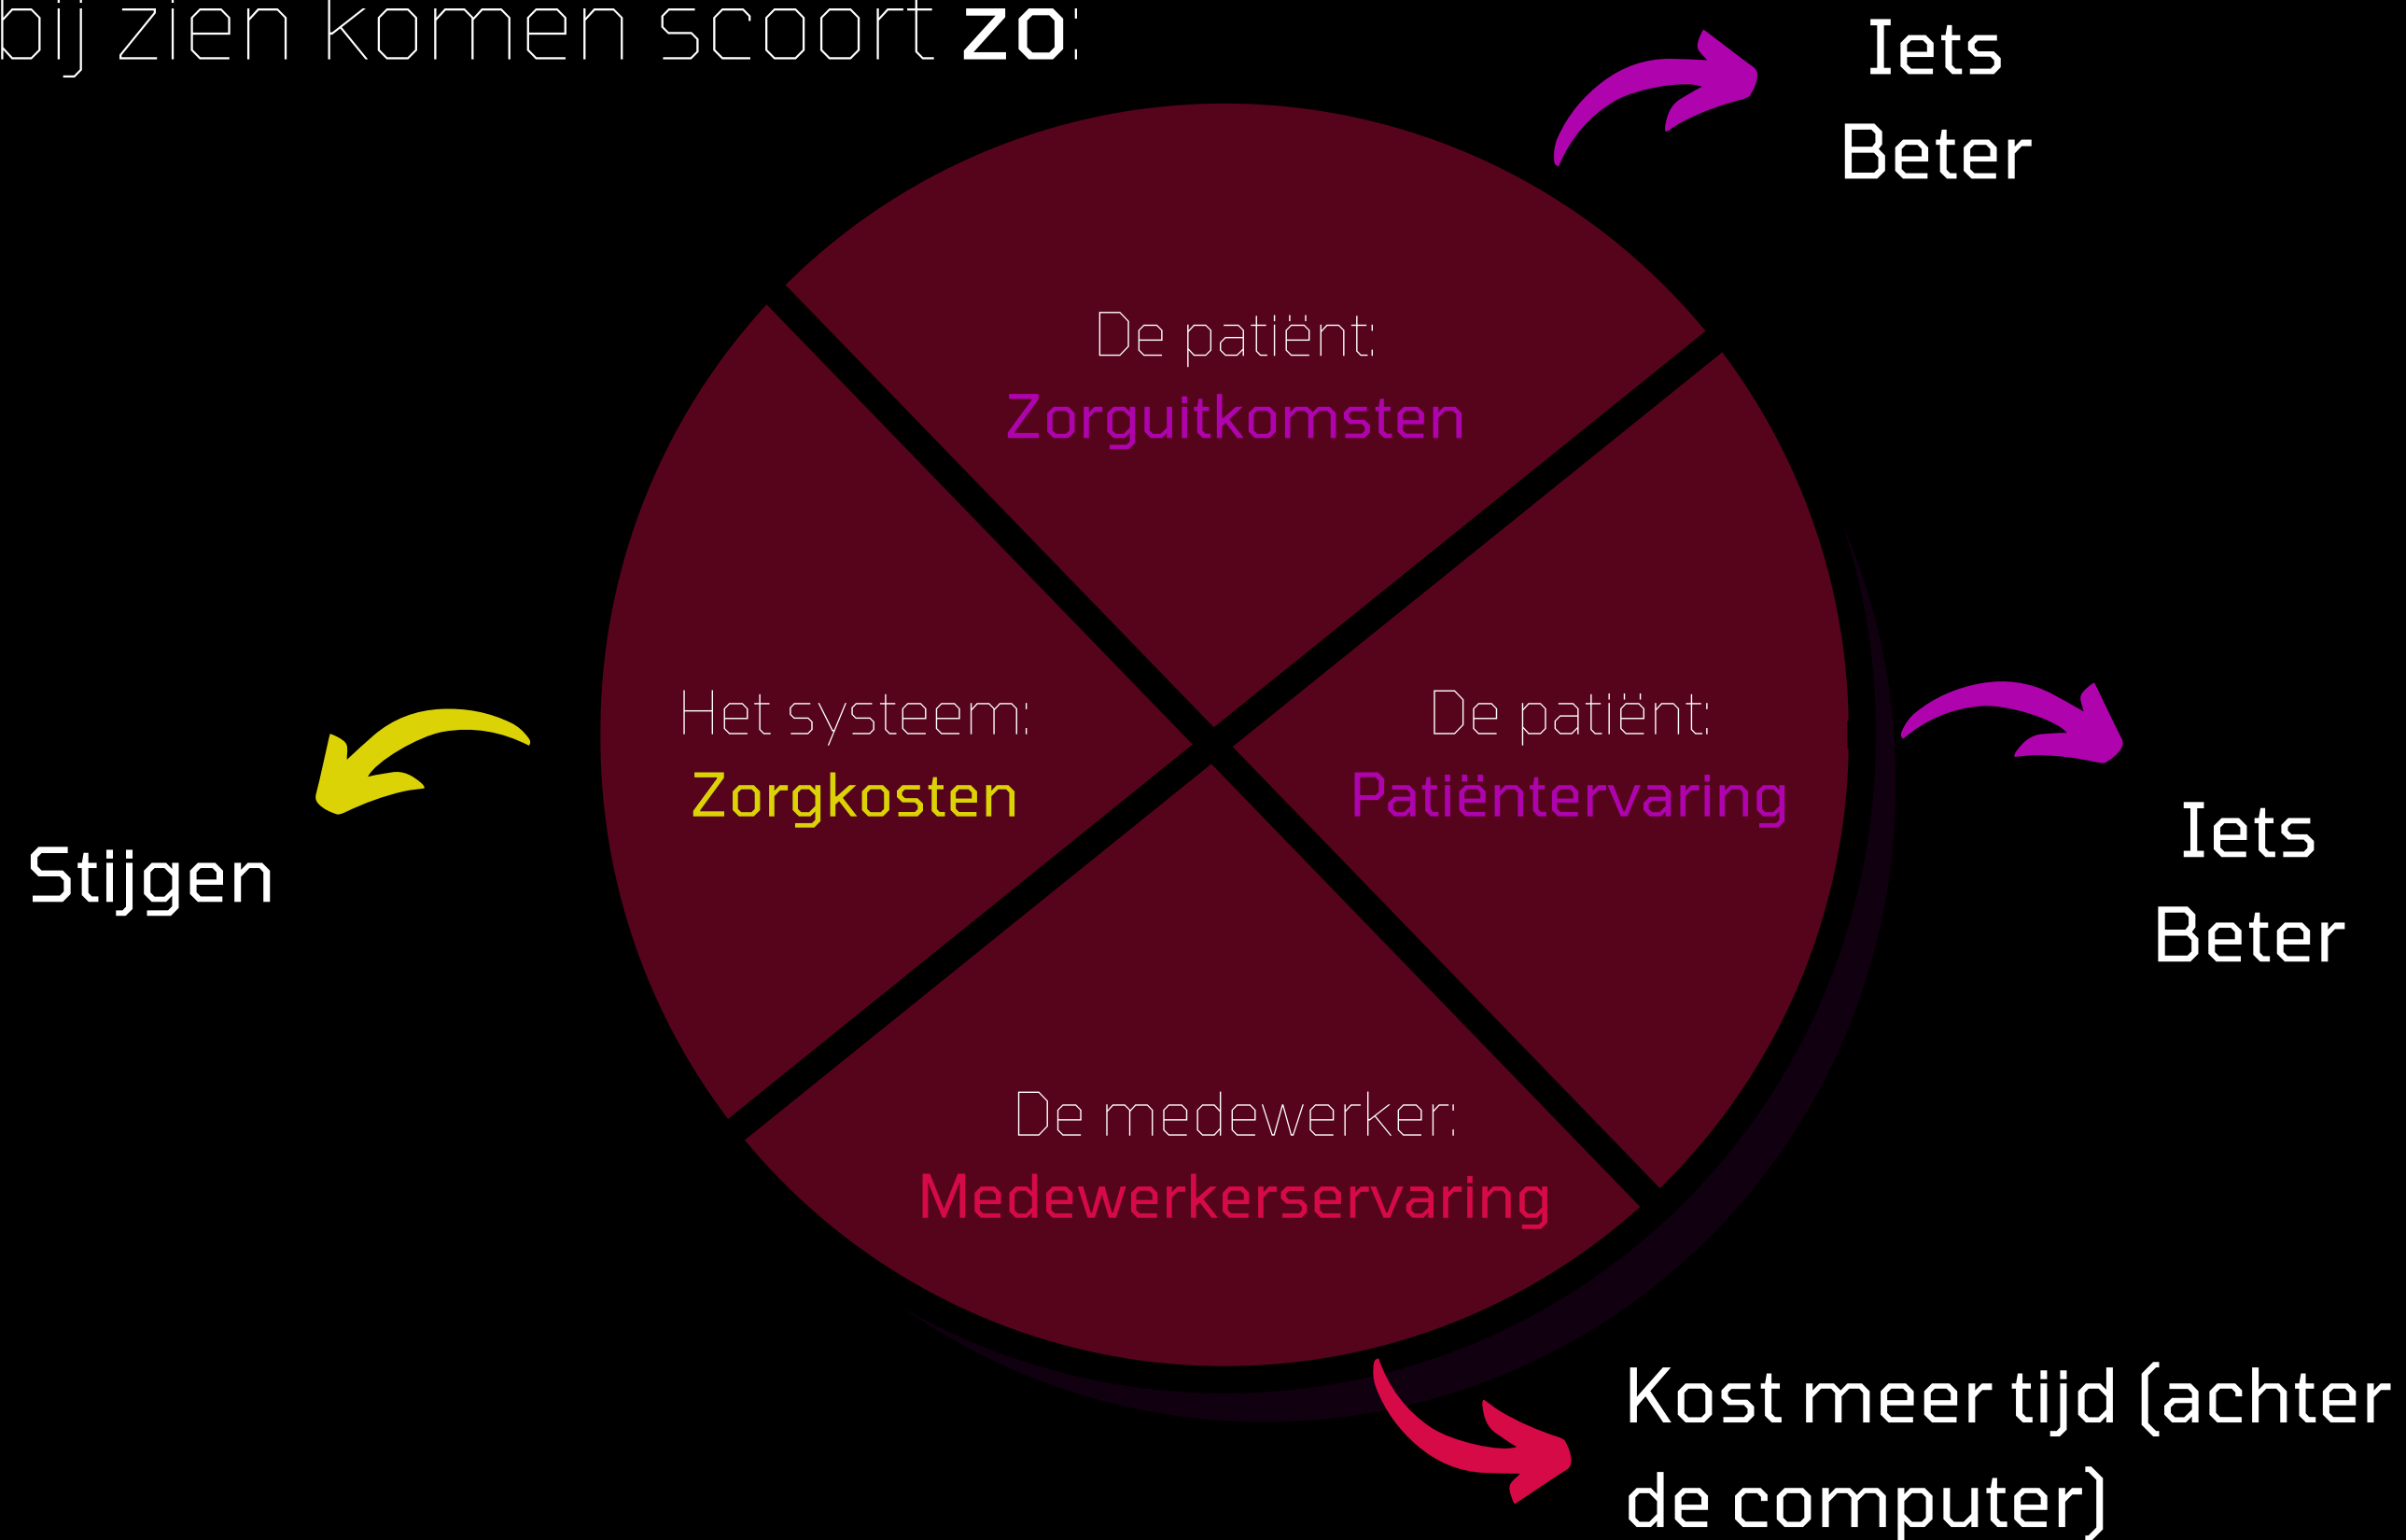 bij zien komen scoort zo:
Iets
Beter
De patiënt:
Zorguitkomsten
Het systeem:
Zorgkosten
De patiënt:
Patiëntervaring
Stijgen
Iets
Beter
De medewerker:
Medewerkerservaring
Kost meer tijd (achter
de computer)